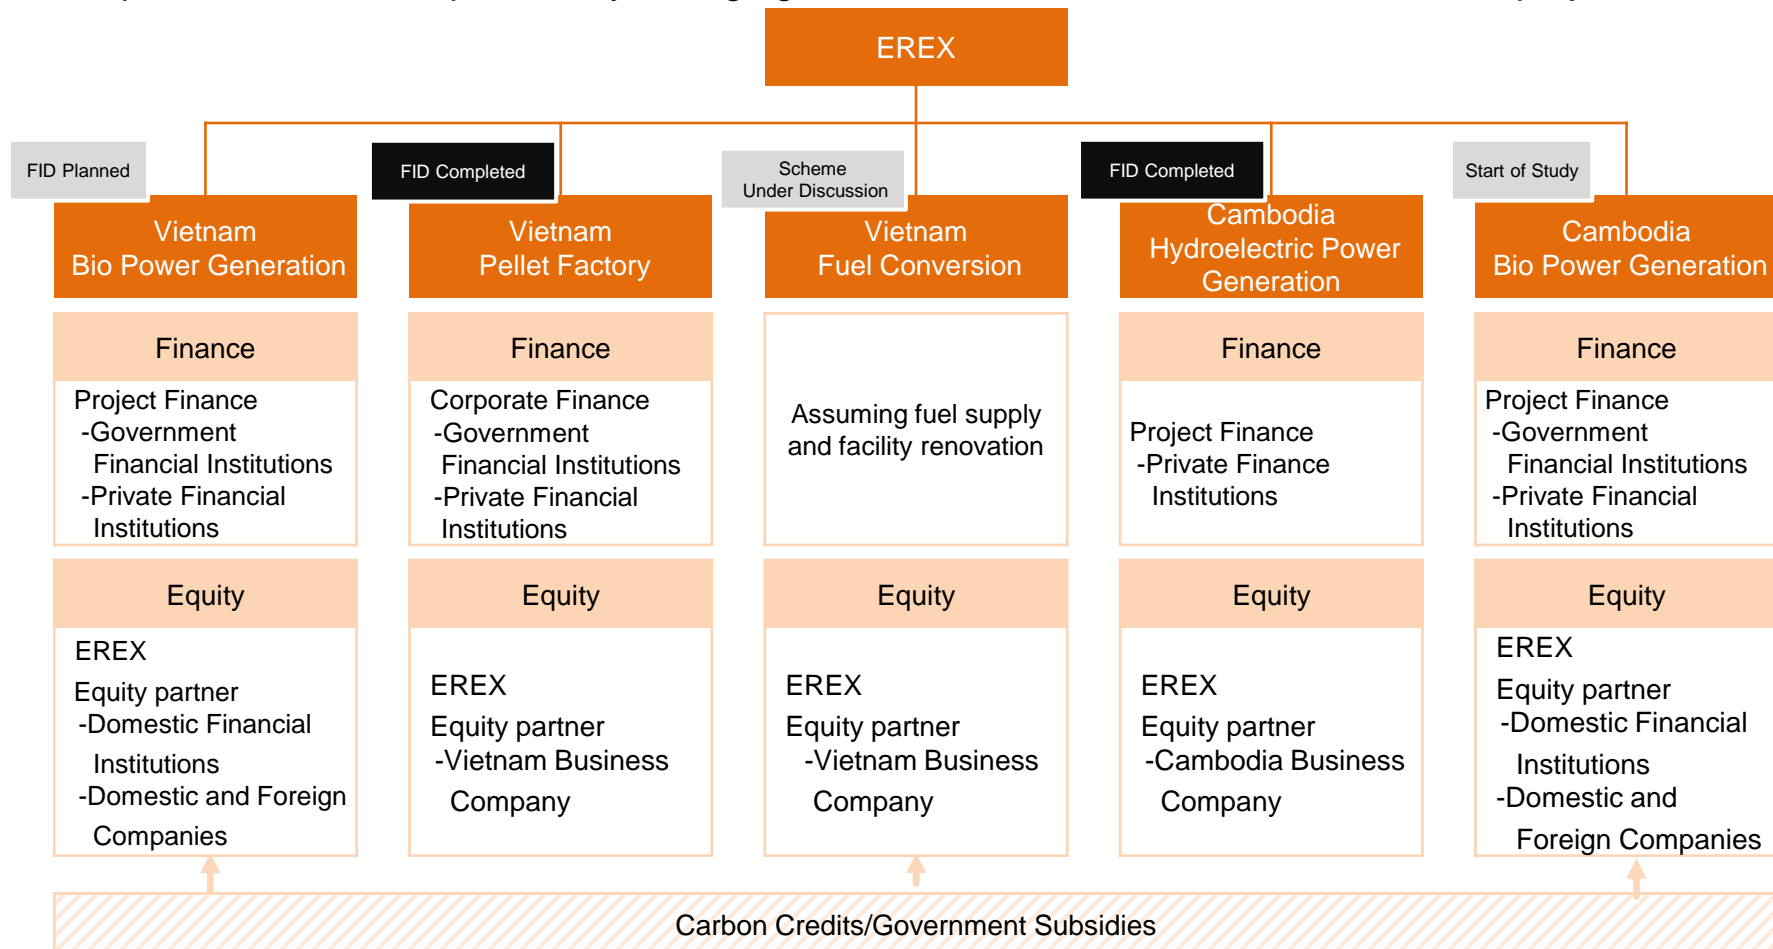 EREX
FID Planned
FID Completed
Scheme
Under Discussion
FID Completed
Start of Study
Vietnam
Bio Power Generation
Vietnam
Pellet Factory
Vietnam
Fuel Conversion
Cambodia
Hydroelectric Power
Generation
Cambodia
Bio Power Generation
Finance
Project Finance
-Government
Financial Institutions
-Private Financial
Institutions
Finance
Corporate Finance
-Government
Financial Institutions
-Private Financial
Institutions
Assuming fuel supply
and facility renovation
Finance
Project Finance
-Private Finance
Institutions
Finance
Project Finance
-Government
Financial Institutions
-Private Financial
Institutions
Equity
EREX
Equity partner
-Domestic Financial
Institutions
-Domestic and Foreign
Companies
Equity
EREX
Equity partner
-Vietnam Business
Company
Equity
EREX
Equity partner
-Vietnam Business
Company
Equity
EREX
Equity partner
-Cambodia Business
Company
Equity
EREX
Equity partner
-Domestic Financial
Institutions
-Domestic and
Foreign Companies
Carbon Credits/Government Subsidies